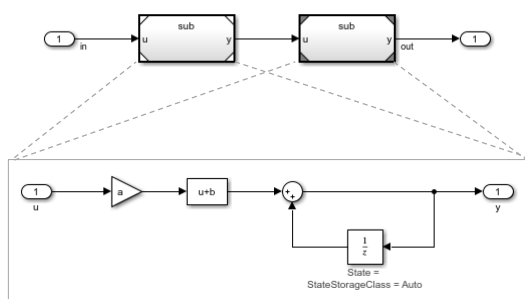 sub
sub
1
u
y
u
y
1
in
out
1
a
u+b
+
+
1
u
y
1
z
State =
StateStorageClass = Auto